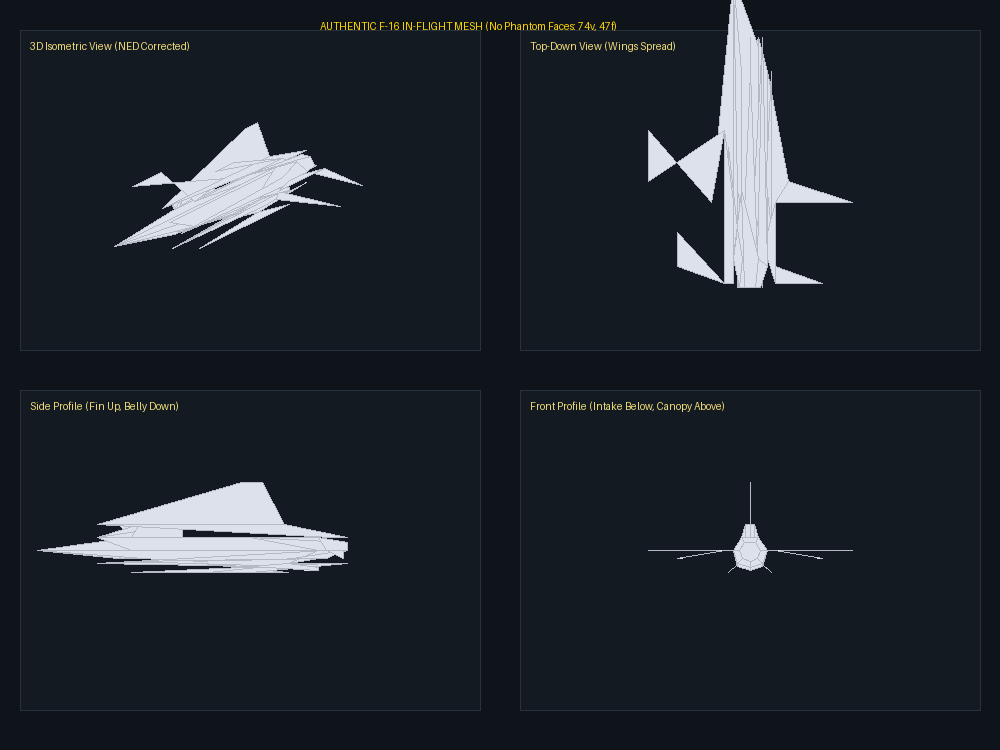 AUTHENTIC F-16 IN-FLIGHT MESH (No Phantom Faces: 74v, 47f)
3D Isometric View (NED Corrected)
Top-Down View (Wings Spread)
Side Profile (Fin Up, Belly Down)
Front Profile (Intake Below, Canopy Above)